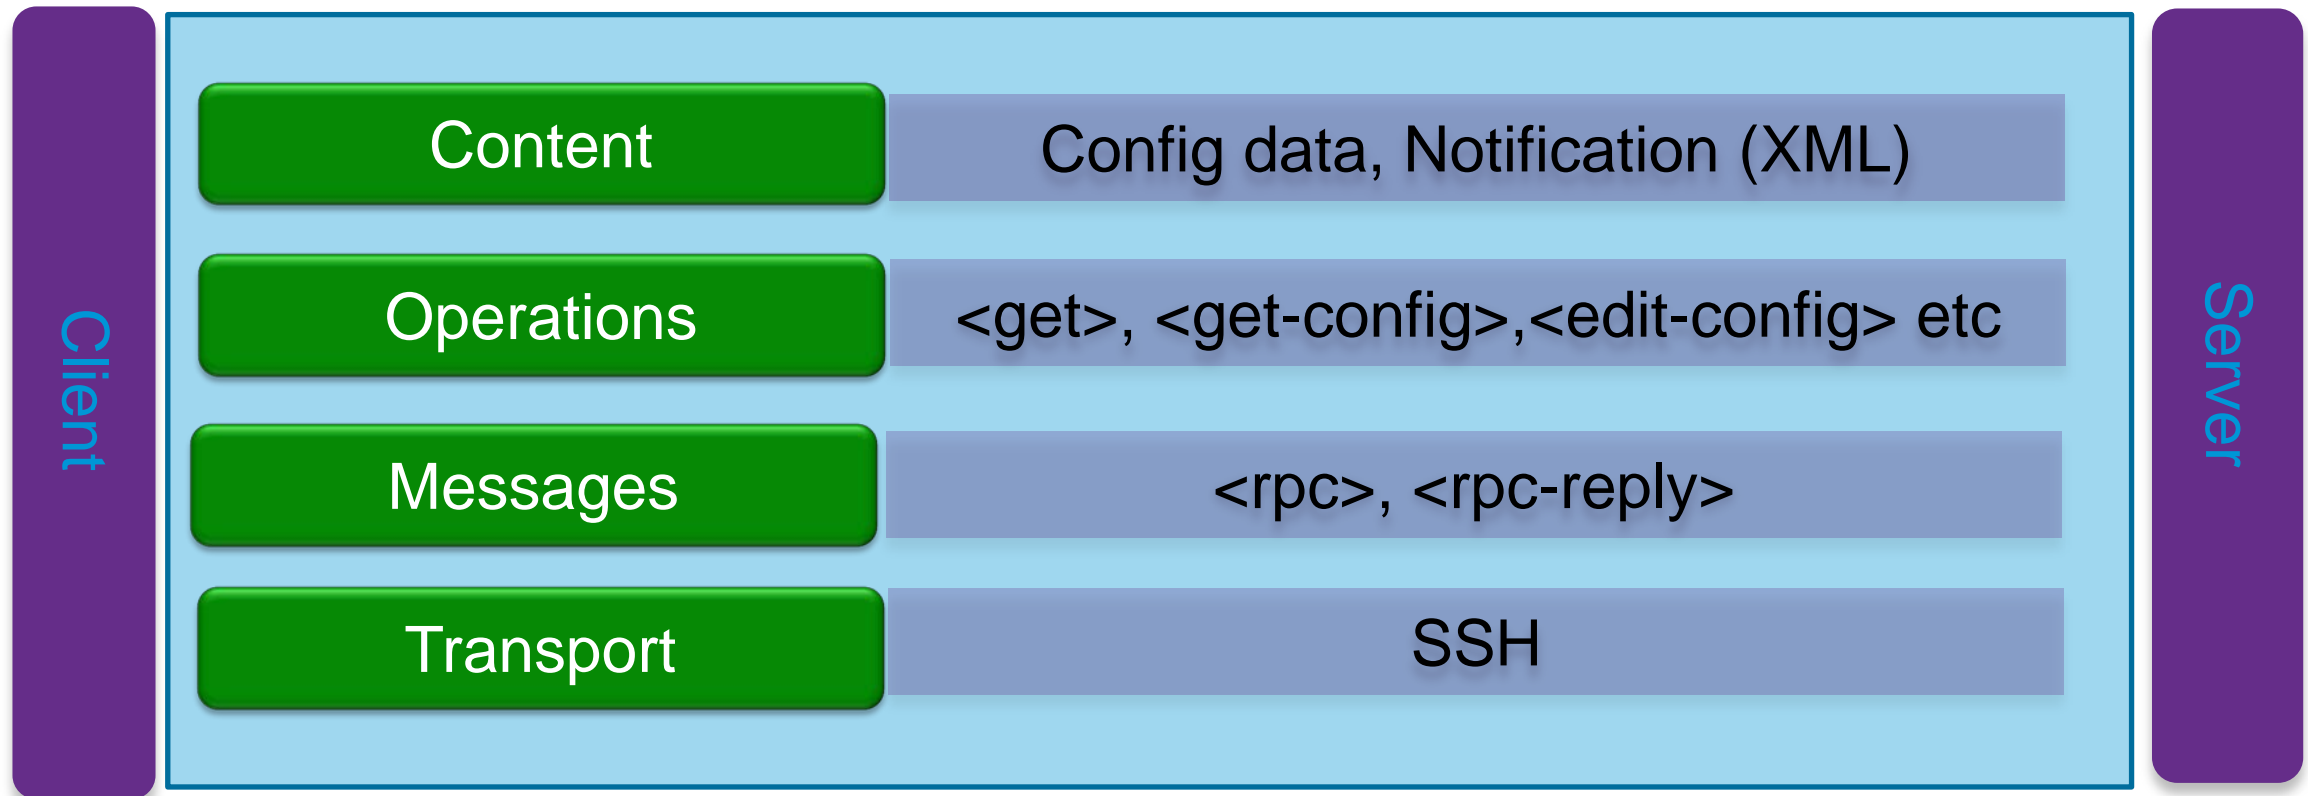 Client
Content
Config data, Notification (XML)
Operations
<get>, <get-config>,<edit-config> etc
Messages
<rpc>, <rpc-reply>
Transport
SSH
Server